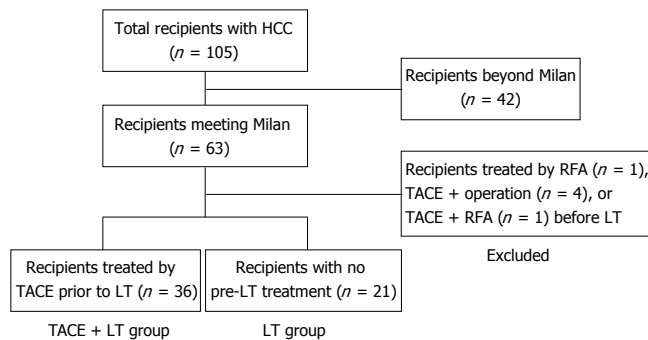 Total recipients with HCC
(n = 105)
Recipients beyond Milan
(n = 42)
Recipients meeting Milan
(n = 63)
Recipients treated by RFA (n = 1),
TACE + operation (n = 4), or
TACE + RFA (n = 1) before LT
Excluded
Recipients treated by
TACE prior to LT (n = 36)
TACE + LT group
Recipients with no
pre-LT treatment (n = 21)
LT group